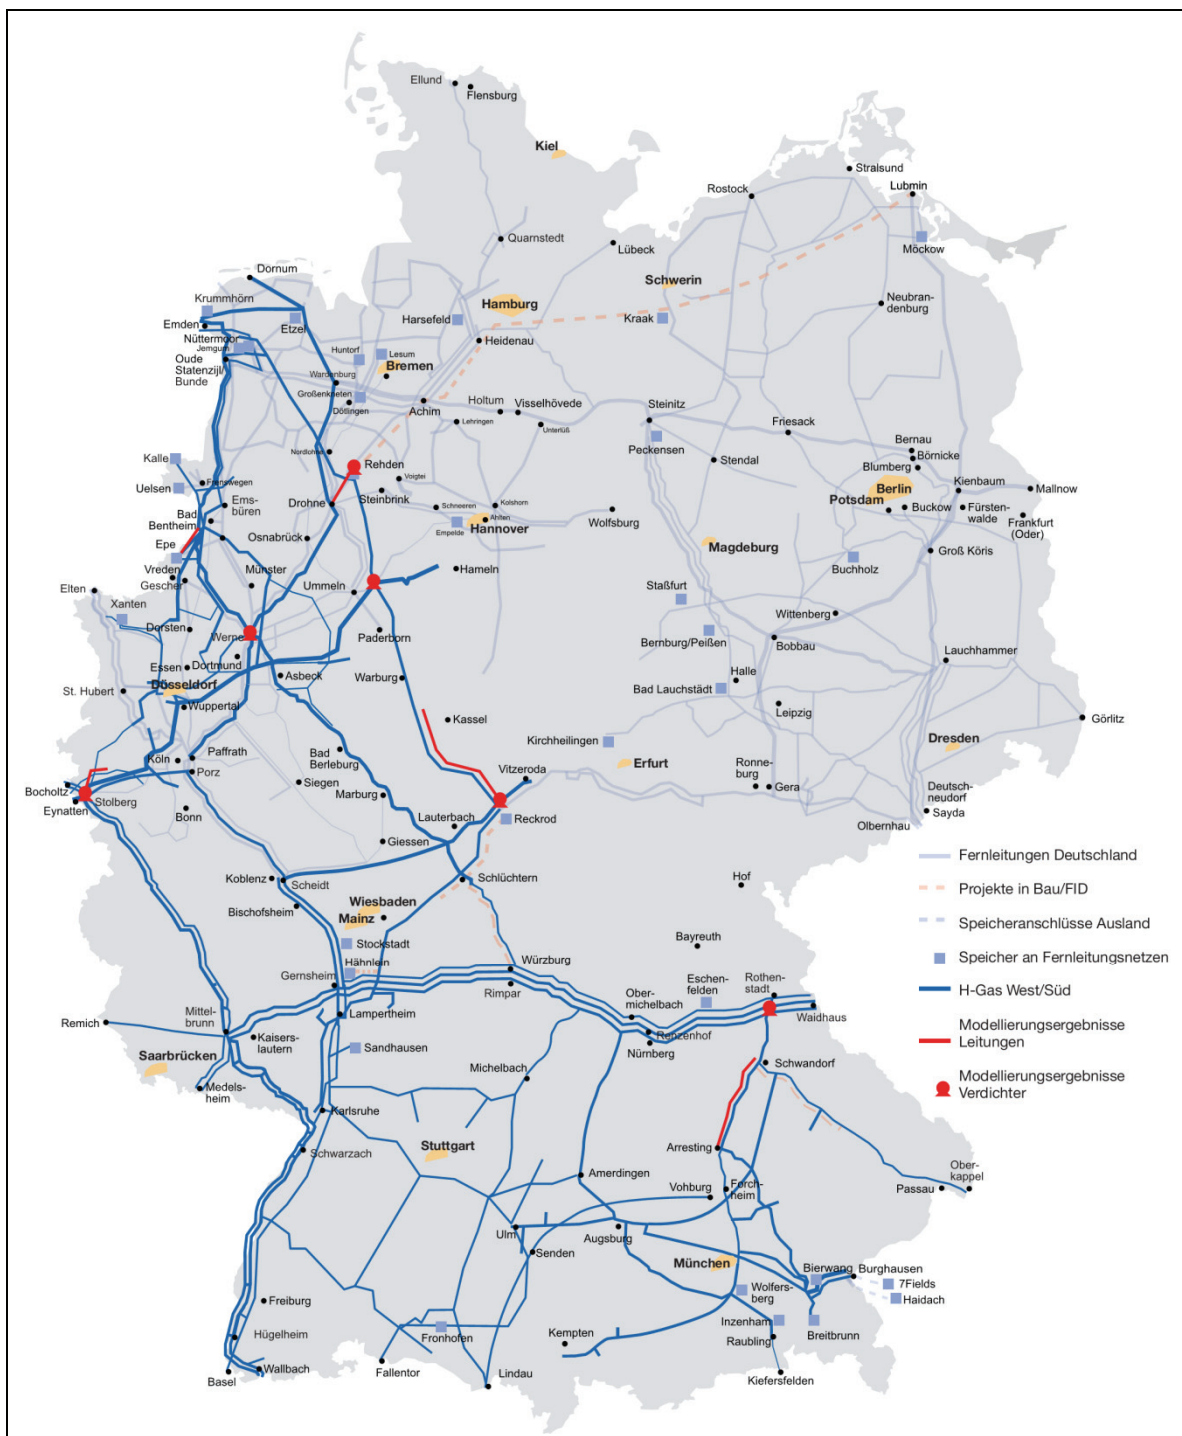 Ellund
Flensburg
Kiel
Stralsund
Rostock
Lubmin
Quarnstedt
Lübeck
Möckow
Dornum
Schwerin
Krummhörn
Hamburg
Neubran-
denburg
Emden
Etzel
Harsefeld
Kraak
Nüttermoor
Jemgum
Heidenau
Huntorf
Lesum
Oude
Statenzijl/
Bunde
Bremen
Wardenburg
Großenkneten
Dötlingen
Achim
Holtum
Visselhövede
Steinitz
Lehringen
Unterlüß
Friesack
Peckensen
Bernau
Börnicke
Nordlohne
Kalle
Rehden
Stendal
Blumberg
Voigtei
Frenswegen
Berlin
Kienbaum
Mallnow
Uelsen
Steinbrink
Potsdam
Ems-
büren
Drohne
Schneeren
Kolshorn
Buckow
Fürsten-
walde
Frankfurt
(Oder)
Bad
Bentheim
Ahlten
Wolfsburg
Hannover
Empelde
Osnabrück
Magdeburg
Groß Köris
Epe
Vreden
Gescher
Münster
Hameln
Buchholz
Elten
Ummeln
Staßfurt
Xanten
Wittenberg
Dorsten
Werne
Paderborn
Bernburg/Peißen
Bobbau
Essen
Dortmund
Lauchhammer
Asbeck
Warburg
Halle
St. Hubert
Düsseldorf
Bad Lauchstädt
Wuppertal
Leipzig
Kassel
Görlitz
Kirchheilingen
Dresden
Köln
Paffrath
Bad
Berleburg
Erfurt
Ronne-
burg
Porz
Vitzeroda
Siegen
Gera
Bocholtz
Stolberg
Marburg
Deutsch-
neudorf
Eynatten
Bonn
Lauterbach
Reckrod
Sayda
Olbernhau
Giessen
Fernleitungen Deutschland
Koblenz
Scheidt
Schlüchtern
Hof
Projekte in Bau/FID
Wiesbaden
Bischofsheim
Mainz
Speicheranschlüsse Ausland
Stockstadt
Bayreuth
Speicher an Fernleitungsnetzen
Hähnlein
Würzburg
Gernsheim
Eschen-
felden
Rothen-
stadt
H-Gas West/Süd
Rimpar
Ober-
michelbach
Mittel-
brunn
Lampertheim
Waidhaus
Remich
Renzenhof
Modellierungsergebnisse
Leitungen
Kaisers-
lautern
Nürnberg
Sandhausen
Saarbrücken
Schwandorf
Michelbach
Modellierungsergebnisse
Verdichter
Medels-
heim
Karlsruhe
Stuttgart
Arresting
Schwarzach
Amerdingen
Ober-
kappel
Vohburg
Forch-
heim
Passau
Ulm
Augsburg
Senden
München
Bierwang
Burghausen
7Fields
Wolfers-
berg
Haidach
Freiburg
Inzenham
Fronhofen
Kempten
Raubling
Breitbrunn
Hügelheim
Wallbach
Fallentor
Lindau
Basel
Kiefersfelden